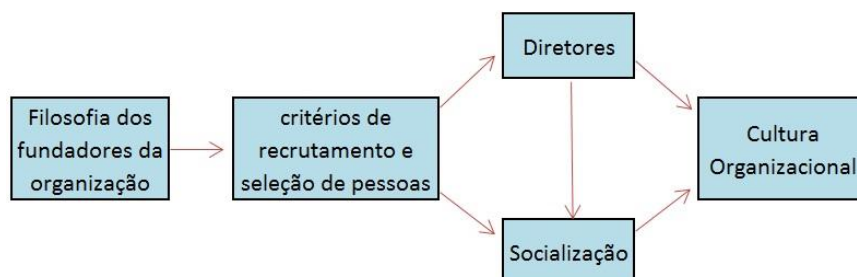 Filosofia dos
fundadores da
organização
critérios de
recrutamento e
seleção de pessoas
Diretores
Socialização
Cultura
Organizacional